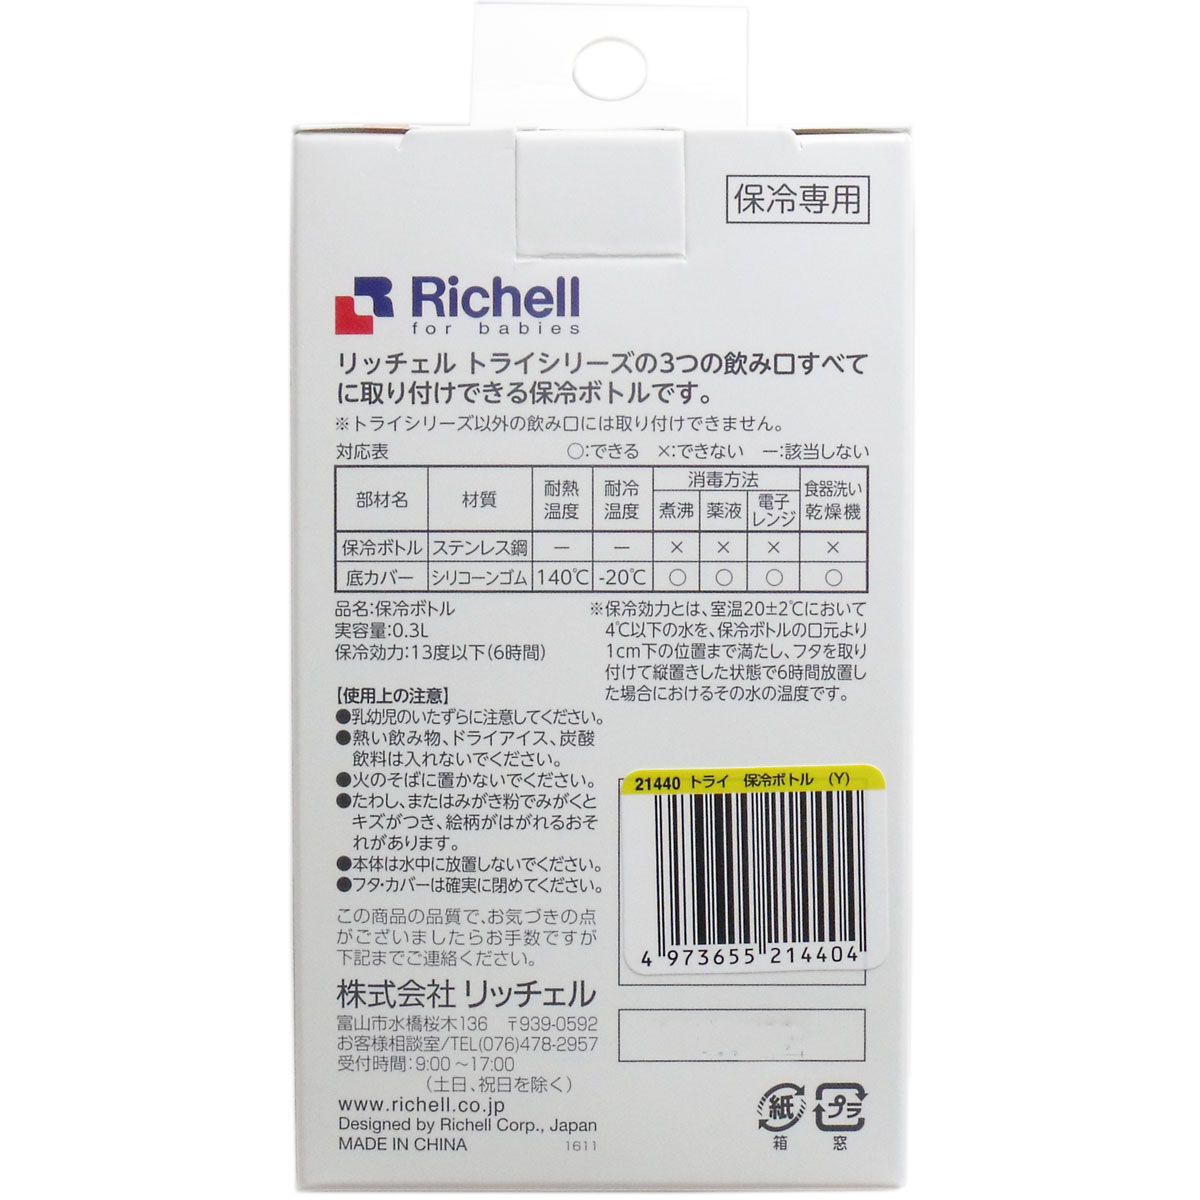 保冷専用
Richell
for babies
リッチェル トライシリーズの3つの飲み口すべて
に取り付けできる保冷ボトルです。
※トライシリーズ以外の飲み口には取り付けできません。
対応表 ○:できる ×:できない ー:該当しない
部材名 材質 耐熱温度 耐冷温度 消毒方法 食器洗い乾燥機
煮沸 薬液 電子レンジ
保冷ボトル ステンレス鋼 ー ー × × × ×
底カバー シリコーンゴム 140℃ -20℃ ○ ○ ○ ○
品名:保冷ボトル
実容量:0.3L
保冷効力:13度以下(6時間)
※保冷効力とは、室温20±2℃において
4℃以下の水を、保冷ボトルの口元より
1cm下の位置まで満たし、フタを取り
付けて縦置きした状態で6時間放置し
た場合におけるその水の温度です。
【使用上の注意】
●乳幼児のいたずらに注意してください。
●熱い飲み物、ドライアイス、炭酸
飲料は入れないでください。
●火のそばに置かないでください。
●たわし、またはみがき粉でみがくと
キズがつき、絵柄がはがれるおそ
れがあります。
●本体は水中に放置しないでください。
●フタ・カバーは確実に閉めてください。
この商品の品質で、お気づきの点
がございましたらお手数ですが
下記までご連絡ください。
株式会社 リッチェル
富山市水橋桜木136 〒939-0592
お客様相談室/TEL(076)478-2957
受付時間:9:00～17:00
(土日、祝日を除く)
www.richell.co.jp
Designed by Richell Corp., Japan
MADE IN CHINA 1611
21440 トライ 保冷ボトル (Y)
4 973655 214404
紙 プラ
箱 窓